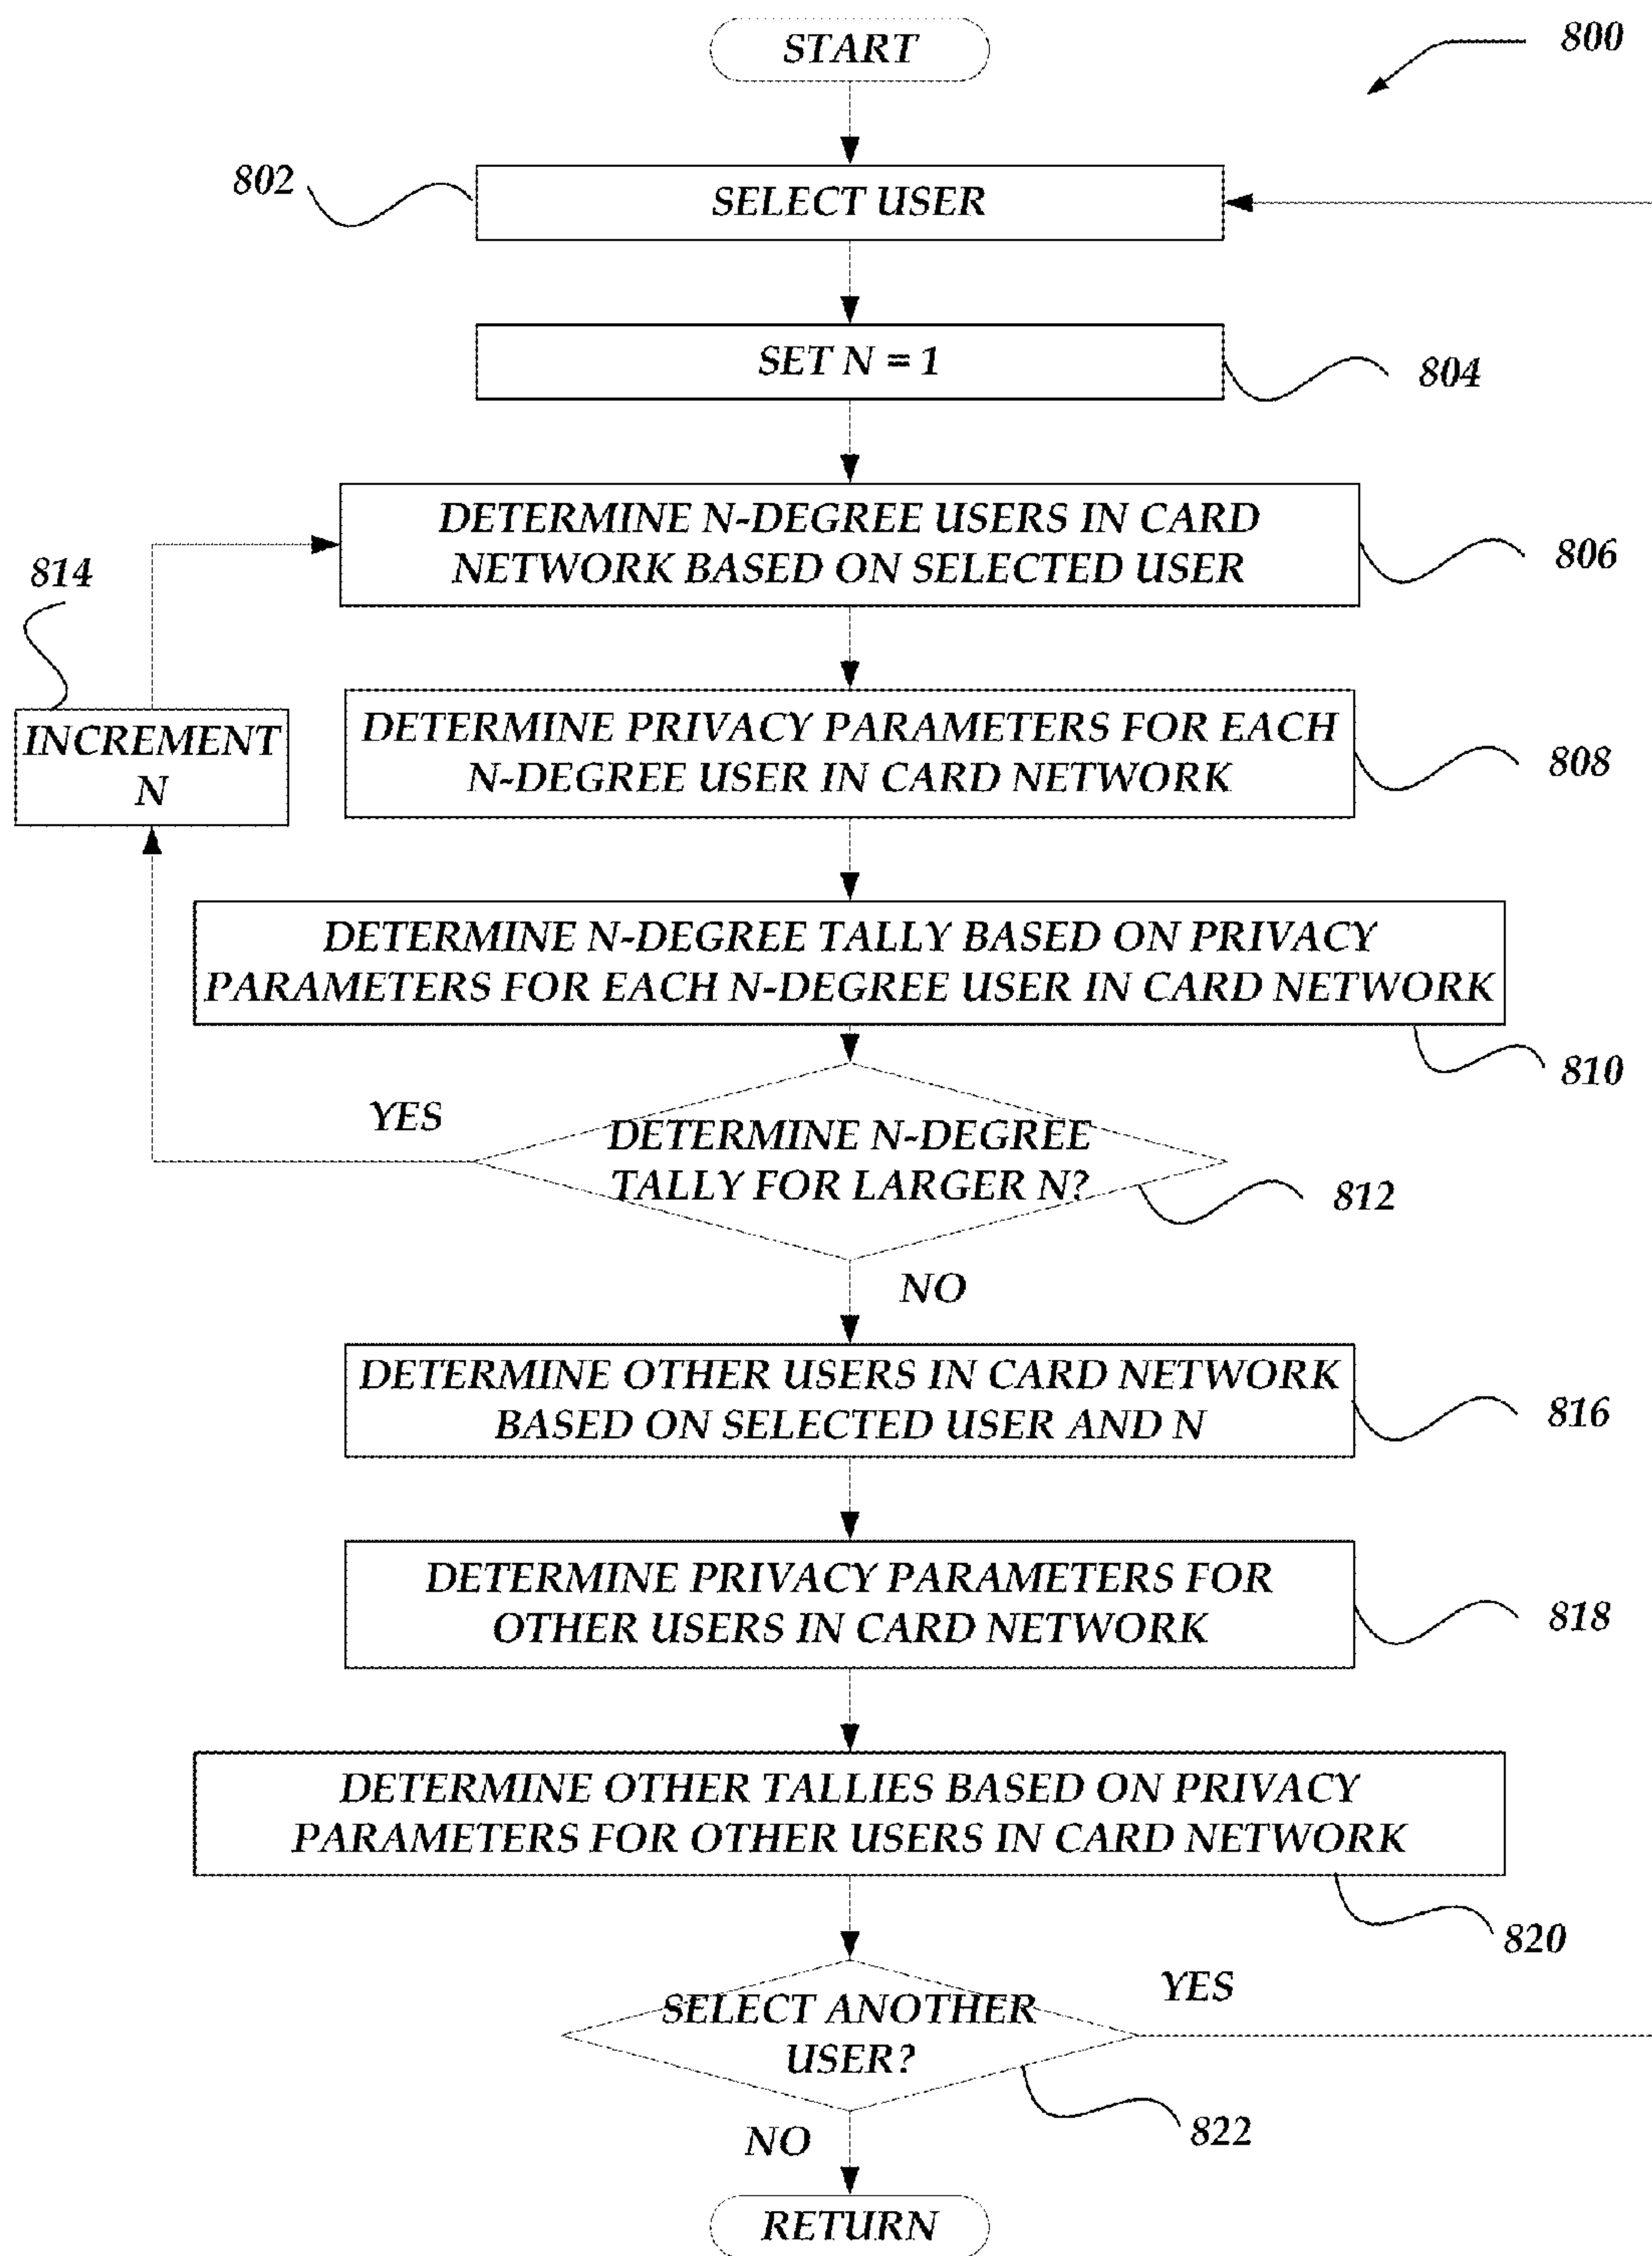 START
800
802
SELECT USER
SET N = 1
804
DETERMINE N-DEGREE USERS IN CARD
NETWORK BASED ON SELECTED USER
806
814
INCREMENT
N
DETERMINE PRIVACY PARAMETERS FOR EACH
N-DEGREE USER IN CARD NETWORK
808
DETERMINE N-DEGREE TALLY BASED ON PRIVACY
PARAMETERS FOR EACH N-DEGREE USER IN CARD NETWORK
810
YES
DETERMINE N-DEGREE
TALLY FOR LARGER N?
812
NO
DETERMINE OTHER USERS IN CARD NETWORK
BASED ON SELECTED USER AND N
816
DETERMINE PRIVACY PARAMETERS FOR
OTHER USERS IN CARD NETWORK
818
DETERMINE OTHER TALLIES BASED ON PRIVACY
PARAMETERS FOR OTHER USERS IN CARD NETWORK
820
SELECT ANOTHER
USER?
YES
822
NO
RETURN